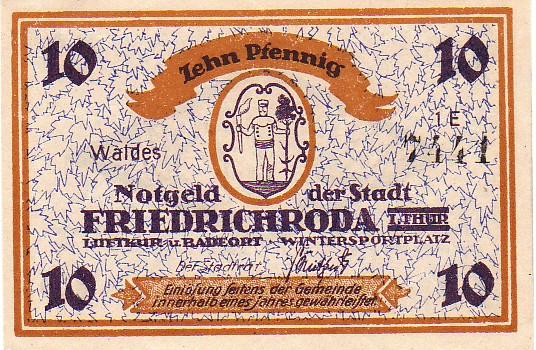 10 Zehn Pfennig 10
1E
Waldes 7441
Notgeld der Stadt
FRIEDRICHRODA I. THÜR
LUFTKUR u. BADEORT WINTERSPORTPLATZ
Der Stadtrat
10 10
Einlösung seitens der Gemeinde
innerhalb eines Jahres gewährleistet